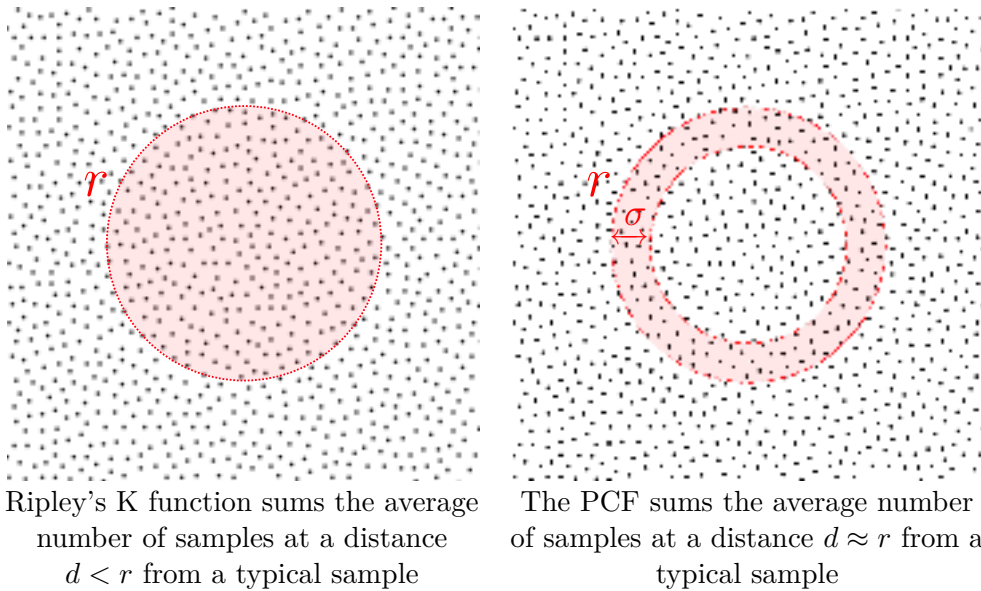 r
r
σ
Ripley's K function sums the average
number of samples at a distance
d < r from a typical sample
The PCF sums the average number
of samples at a distance d ≈ r from a
typical sample